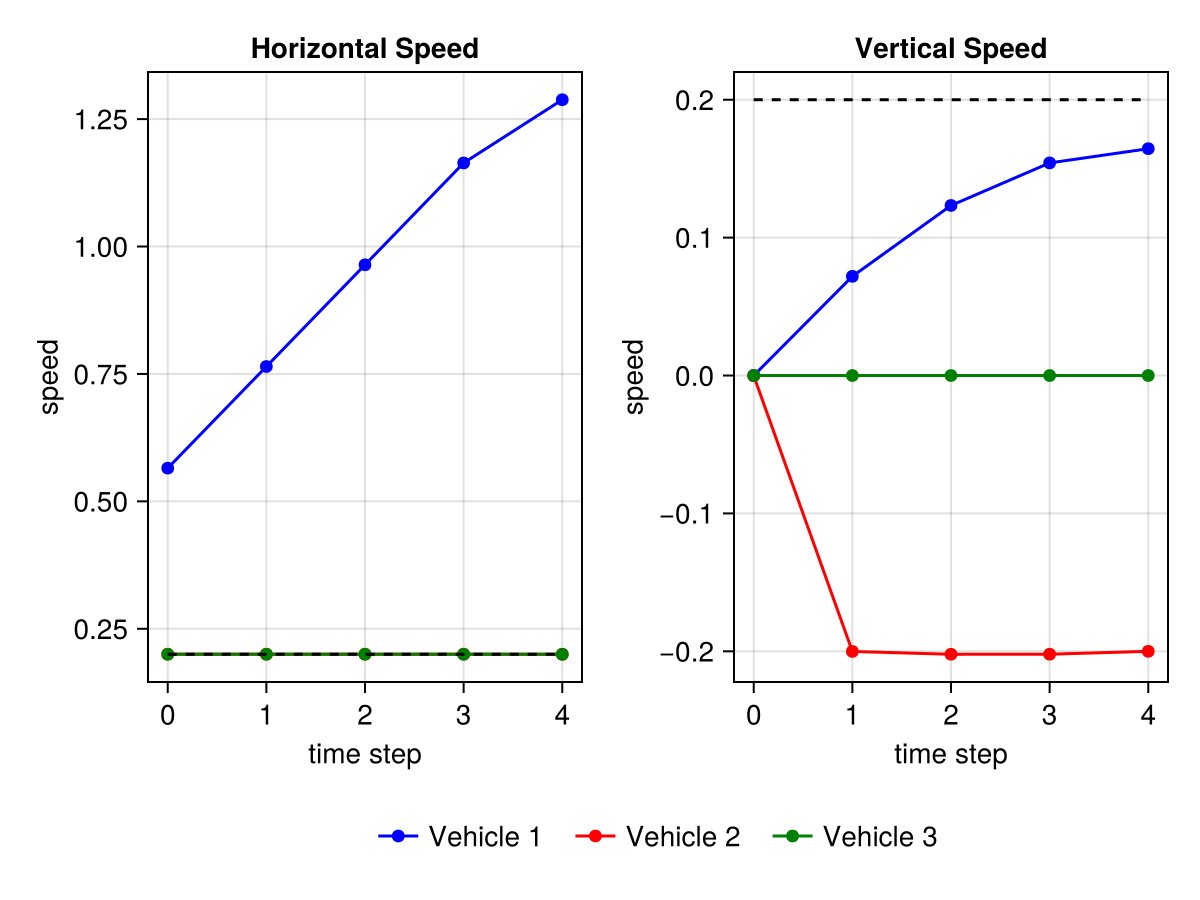 Horizontal Speed
1.25
1.00
0.75
0.50
0.25
speed
0 1 2 3 4
time step
Vertical Speed
0.2
0.1
0.0
−0.1
−0.2
speed
0 1 2 3 4
time step
Vehicle 1 Vehicle 2 Vehicle 3